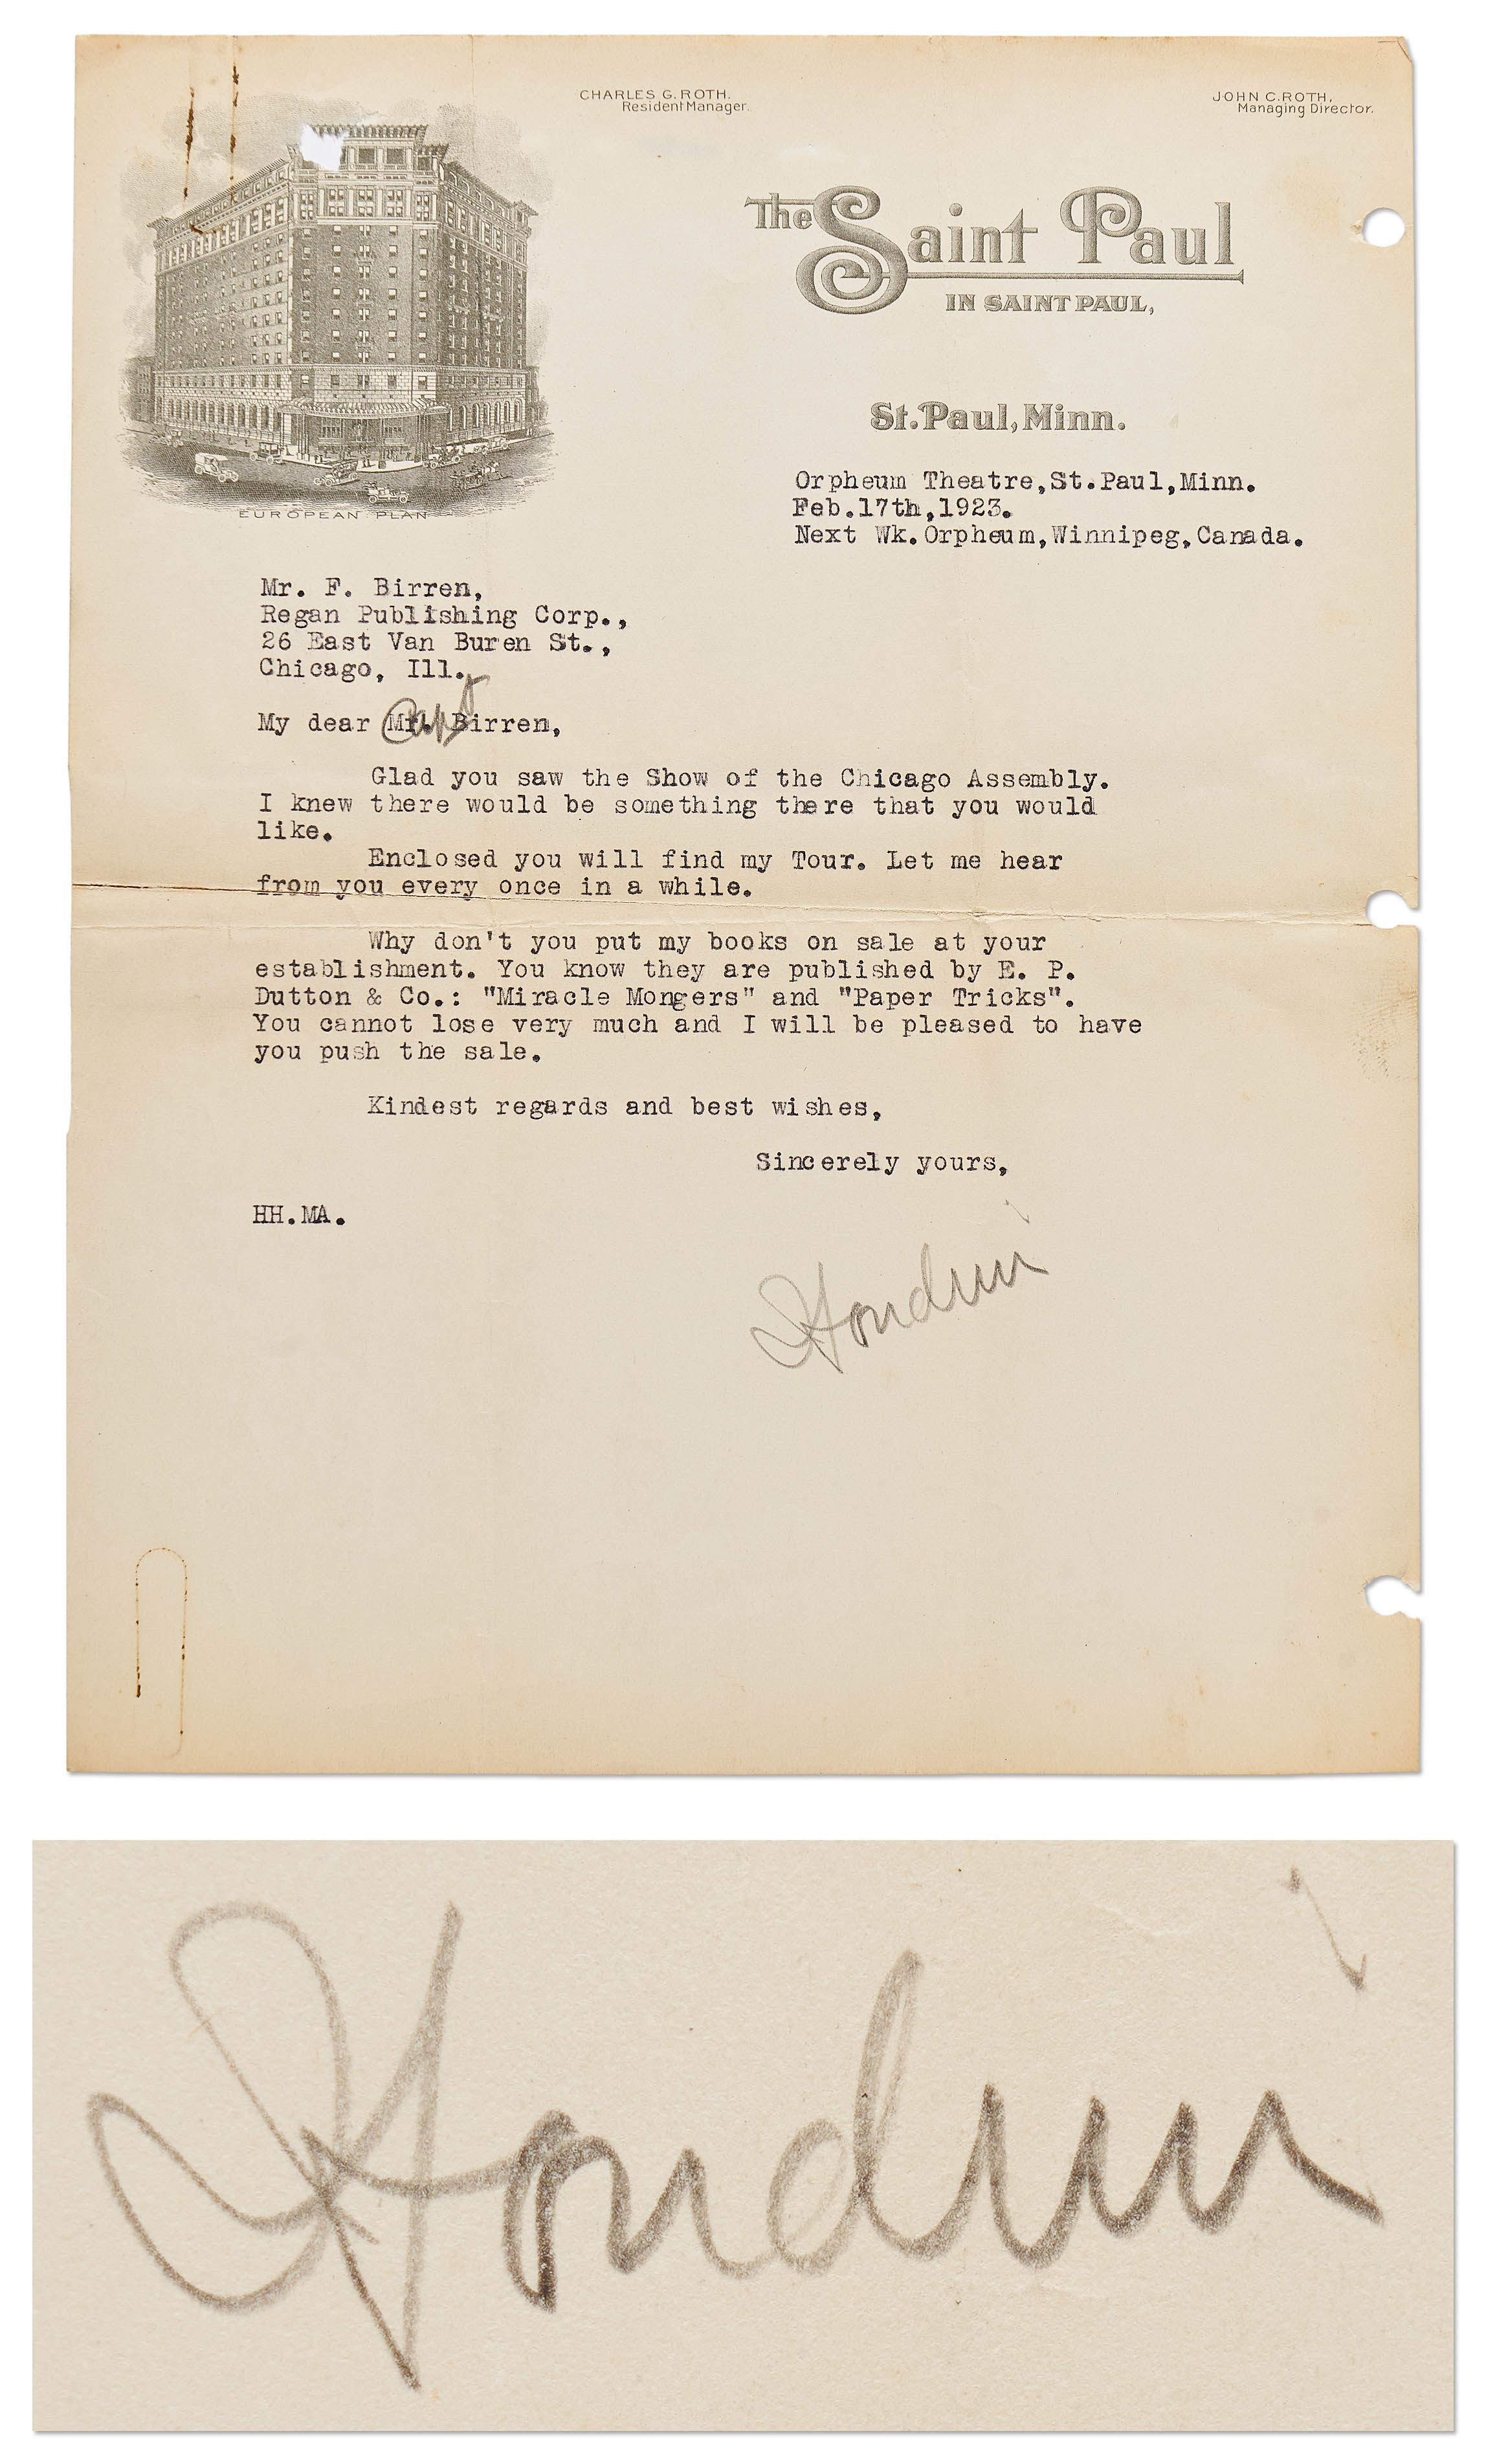 CHARLES G. ROTH.
Resident Manager.
JOHN C. ROTH,
Managing Director.
The Saint Paul
IN SAINT PAUL,
EUROPEAN PLAN
St. Paul, Minn.
Orpheum Theatre,St.Paul,Minn.
Feb.17th,1923.
Next Wk.Orpheum,Winnipeg,Canada.
Mr. F. Birren,
Regan Publishing Corp.,
26 East Van Buren St.,
Chicago, Ill.
My dear Mr. Capt Birren,
Glad you saw the Show of the Chicago Assembly.
I knew there would be something there that you would
like.
Enclosed you will find my Tour. Let me hear
from you every once in a while.
Why don't you put my books on sale at your
establishment. You know they are published by E. P.
Dutton & Co.: "Miracle Mongers" and "Paper Tricks".
You cannot lose very much and I will be pleased to have
you push the sale.
Kindest regards and best wishes,
Sincerely yours,
HH.MA.
Houdini
Houdini